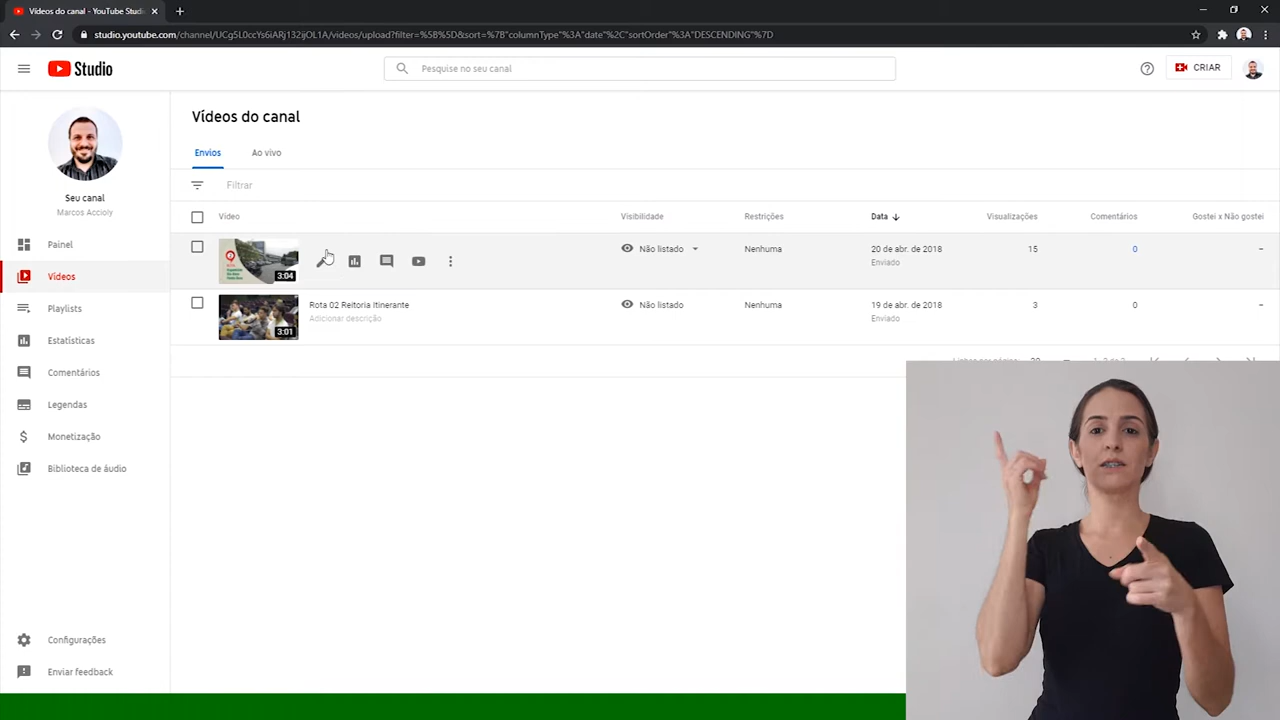 Vídeos do canal - YouTube Studi
studio.youtube.com/channel/UCg5L0ccYs6iARj132ijOL1A/videos/upload?filter=%5B%5D&sort=%7B"columnType"%3A"date"%2C"sortOrder"%3A"DESCENDING"%7D
Studio
Pesquise no seu canal
CRIAR
Seu canal
Marcos Accioly
Painel
Vídeos
Playlists
Estatísticas
Comentários
Legendas
Monetização
Biblioteca de áudio
Configurações
Enviar feedback
Vídeos do canal
Envios
Ao vivo
Filtrar
Vídeo
Visibilidade
Restrições
Data
Visualizações
Comentários
Gostei x Não gostei
3:04
Não listado
Nenhuma
20 de abr. de 2018
Enviado
15
0
–
3:01
Rota 02 Reitoria Itinerante
Adicionar descrição
Não listado
Nenhuma
19 de abr. de 2018
Enviado
3
0
–